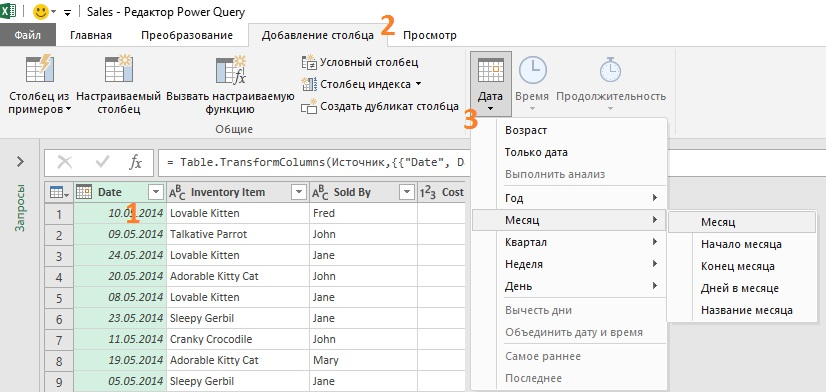 Sales - Редактор Power Query
Файл Главная Преобразование Добавление столбца 2 Просмотр
Столбец из примеров
Настраиваемый столбец
Вызвать настраиваемую функцию
Условный столбец
Столбец индекса
Создать дубликат столбца
Общие
Дата Время Продолжительность
3
Возраст
Только дата
Выполнить анализ
Год
Месяц
Квартал
Неделя
День
Вычесть дни
Объединить дату и время
Самое раннее
Последнее
Месяц
Начало месяца
Конец месяца
Дней в месяце
Название месяца
Запросы
fx = Table.TransformColumns(Источник,{{"Date", D
Date ABC Inventory Item ABC Sold By 123 Cost
1
1 10.05.2014 Lovable Kitten Fred
2 09.05.2014 Talkative Parrot John
3 24.05.2014 Lovable Kitten Jane
4 20.05.2014 Adorable Kitty Cat John
5 08.05.2014 Lovable Kitten Jane
6 23.05.2014 Sleepy Gerbil Jane
7 11.05.2014 Cranky Crocodile John
8 19.05.2014 Adorable Kitty Cat Mary
9 05.05.2014 Sleepy Gerbil Jane